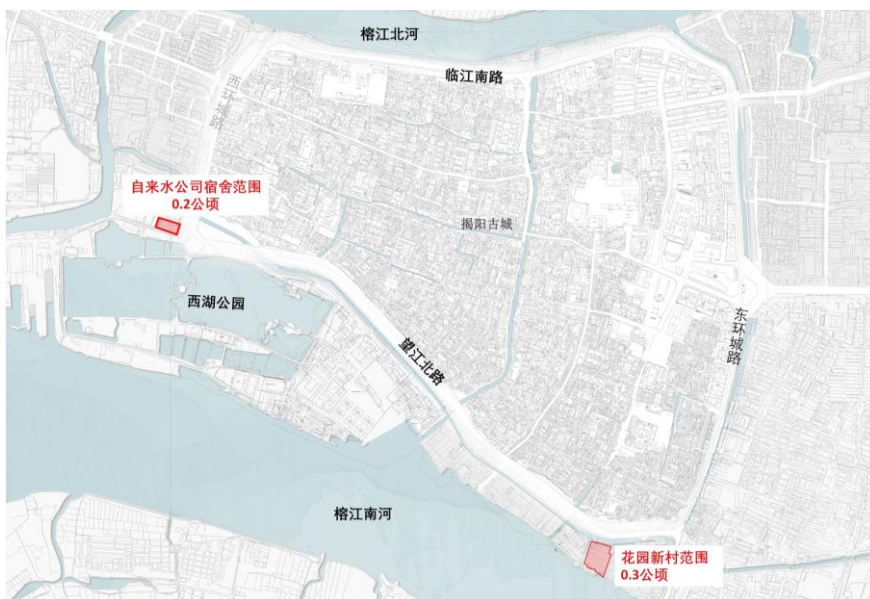 榕江北河
临江南路
西环城路
自来水公司宿舍范围
0.2公顷
揭阳古城
西湖公园
东环城路
望江北路
榕江南河
花园新村范围
0.3公顷